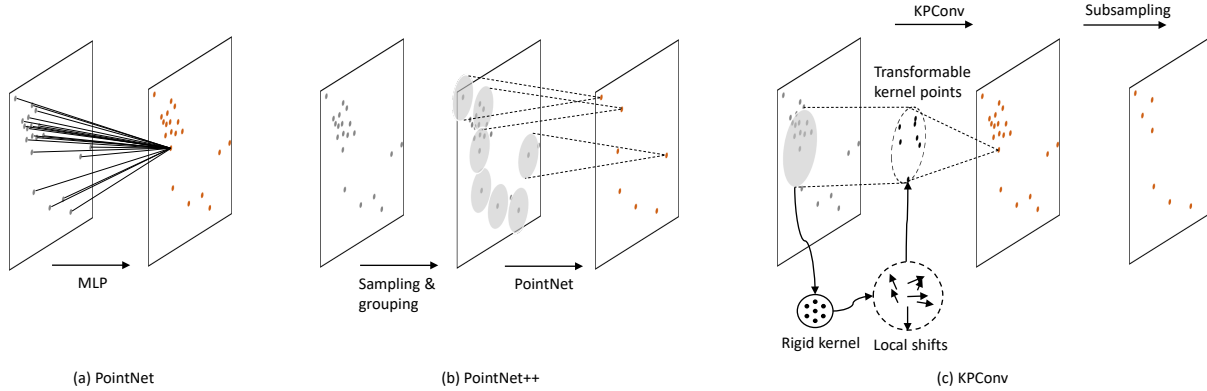 KPConv
Subsampling
Transformable
kernel points
MLP
Sampling &
grouping
PointNet
Rigid kernel
Local shifts
(a) PointNet
(b) PointNet++
(c) KPConv